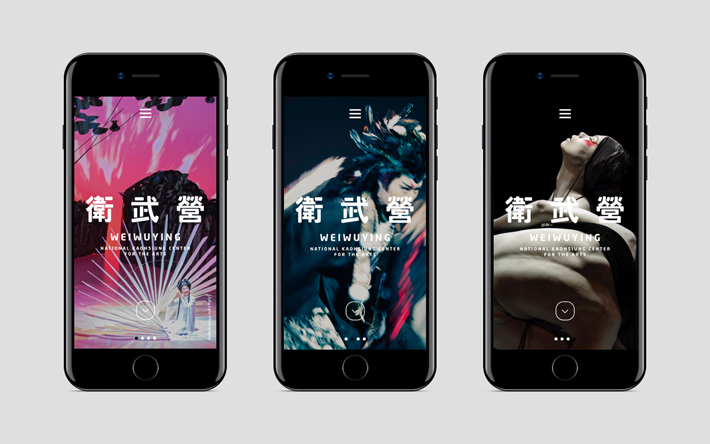 衛武營
WEIWUYING
NATIONAL KAOHSIUNG CENTER
FOR THE ARTS
衛武營
WEIWUYING
NATIONAL KAOHSIUNG CENTER
FOR THE ARTS
衛武營
WEIWUYING
NATIONAL KAOHSIUNG CENTER
FOR THE ARTS